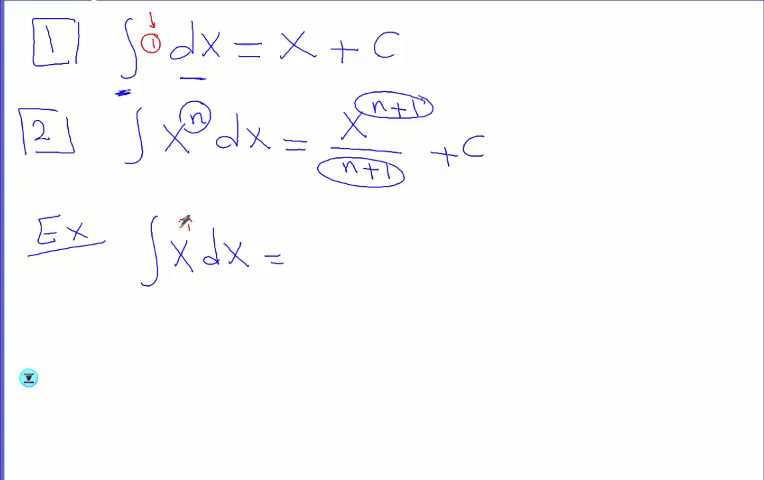 1 ∫ 1 dx = x + C
2 ∫ xⁿ dx = xⁿ⁺¹ / (n+1) + C
Ex ∫ x dx =